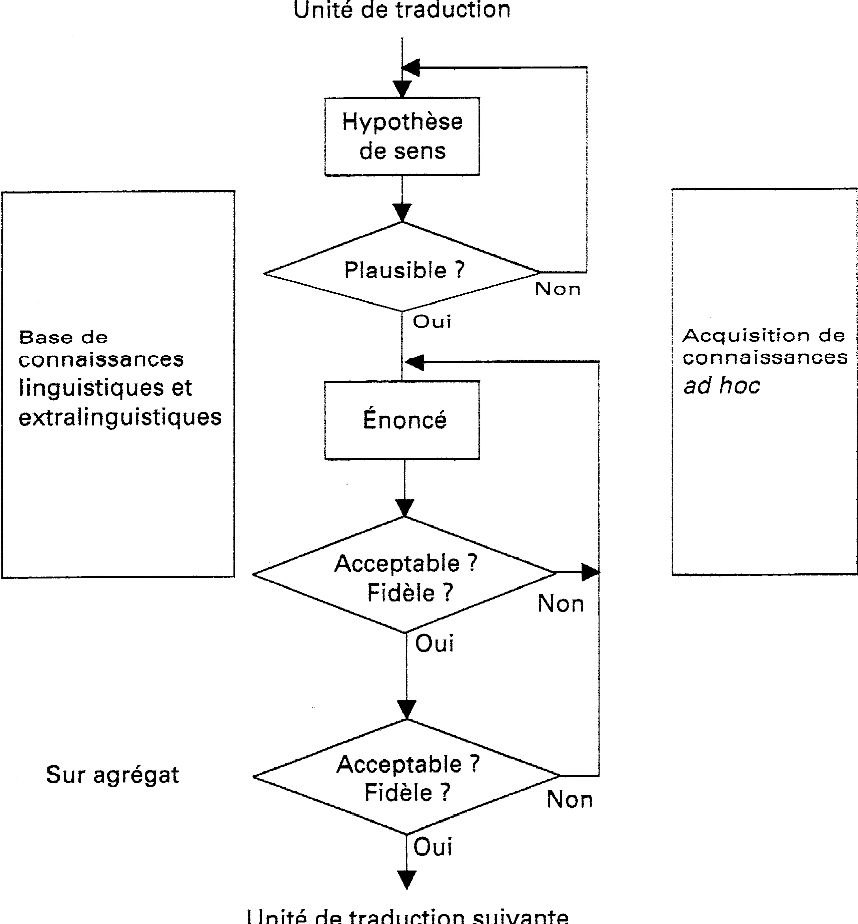 Unité de traduction
Hypothèse
de sens
Plausible ?
Non
Oui
Base de
connaissances
linguistiques et
extralinguistiques
Acquisition de
connaissances
ad hoc
Énoncé
Acceptable ?
Fidèle ?
Non
Oui
Sur agrégat
Acceptable ?
Fidèle ?
Non
Oui
Unité de traduction suivante